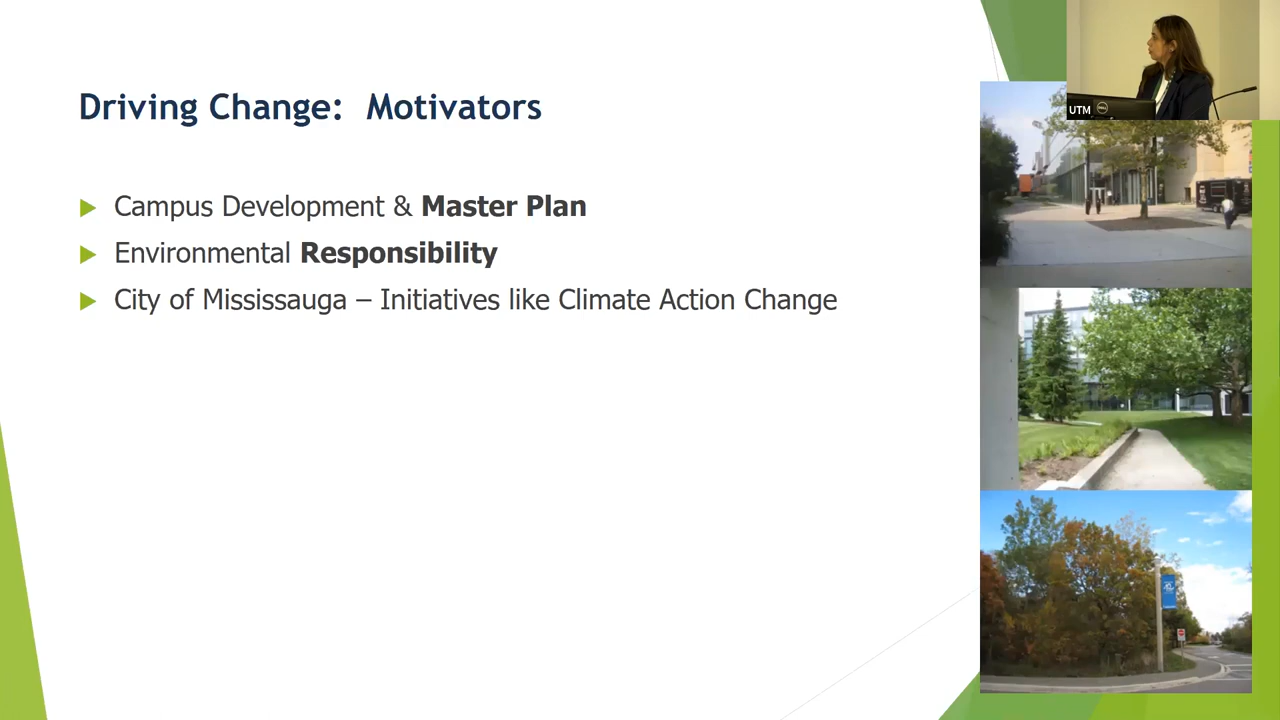 Driving Change: Motivators
Campus Development & Master Plan
Environmental Responsibility
City of Mississauga – Initiatives like Climate Action Change
UTM